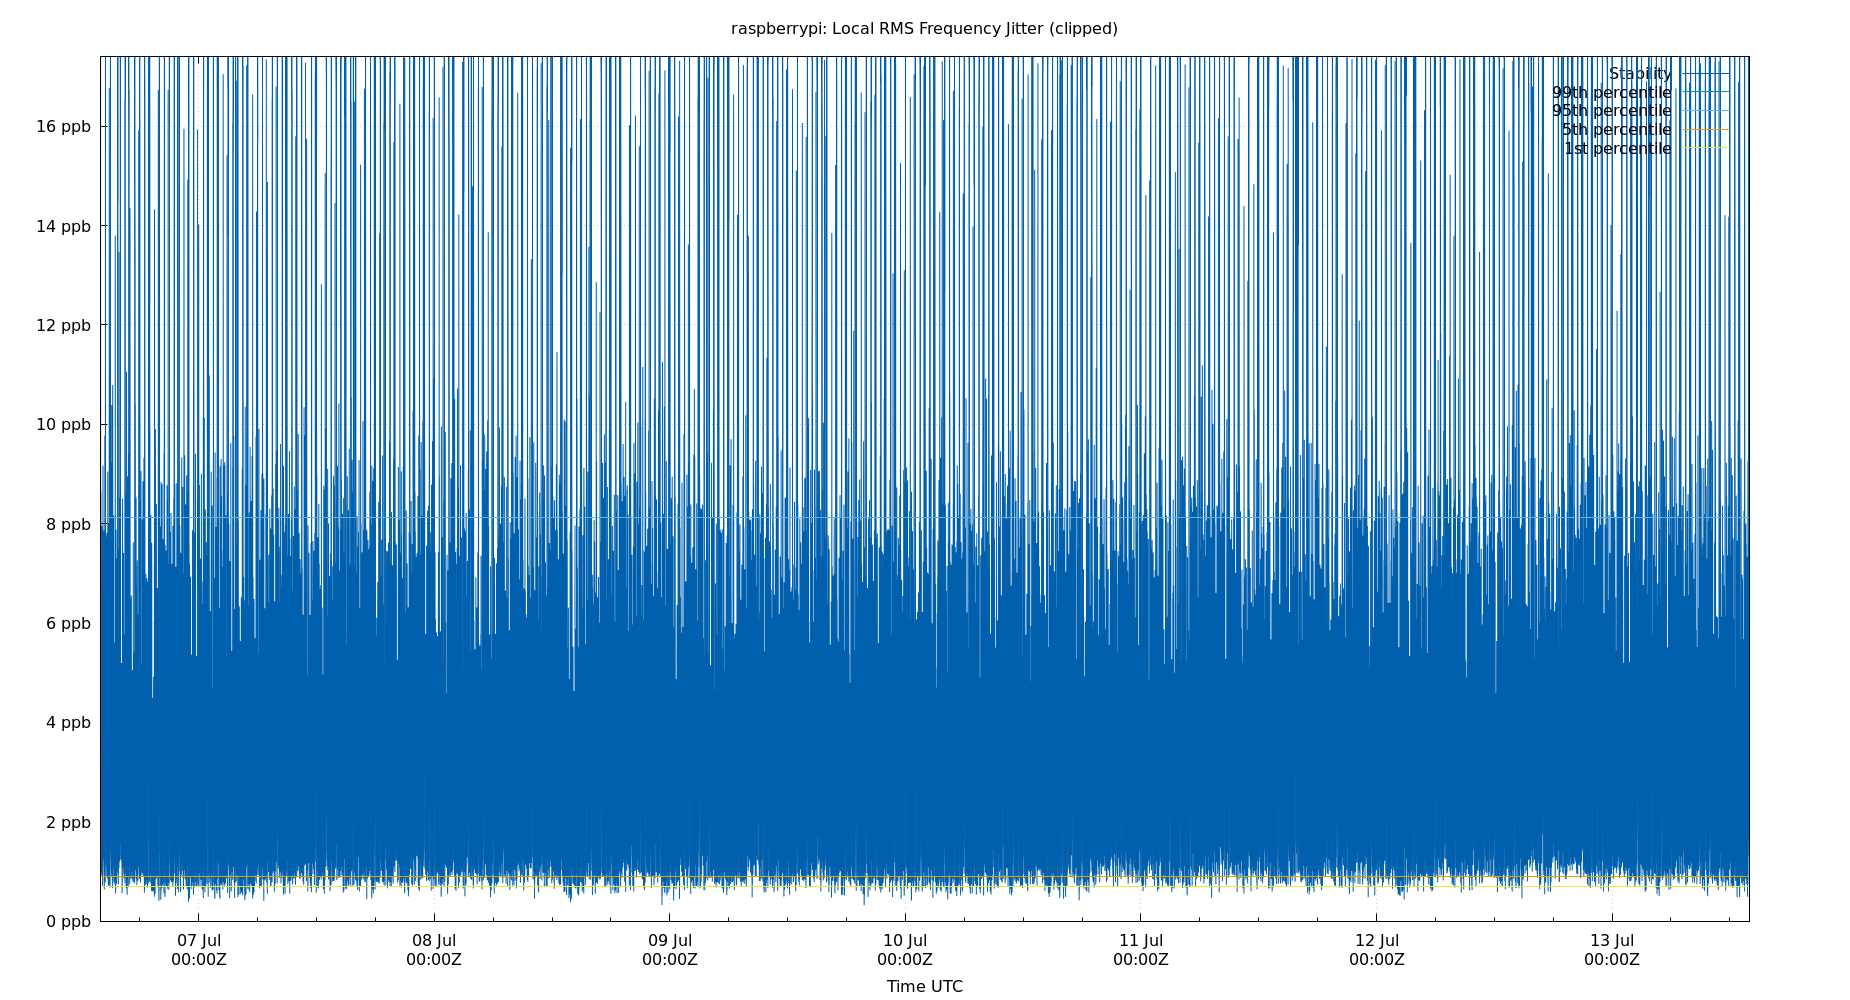 raspberrypi: Local RMS Frequency Jitter (clipped)
Stability
99th percentile
95th percentile
5th percentile
1st percentile
16 ppb
14 ppb
12 ppb
10 ppb
8 ppb
6 ppb
4 ppb
2 ppb
0 ppb
07 Jul 08 Jul 09 Jul 10 Jul 11 Jul 12 Jul 13 Jul
00:00Z 00:00Z 00:00Z 00:00Z 00:00Z 00:00Z 00:00Z
Time UTC